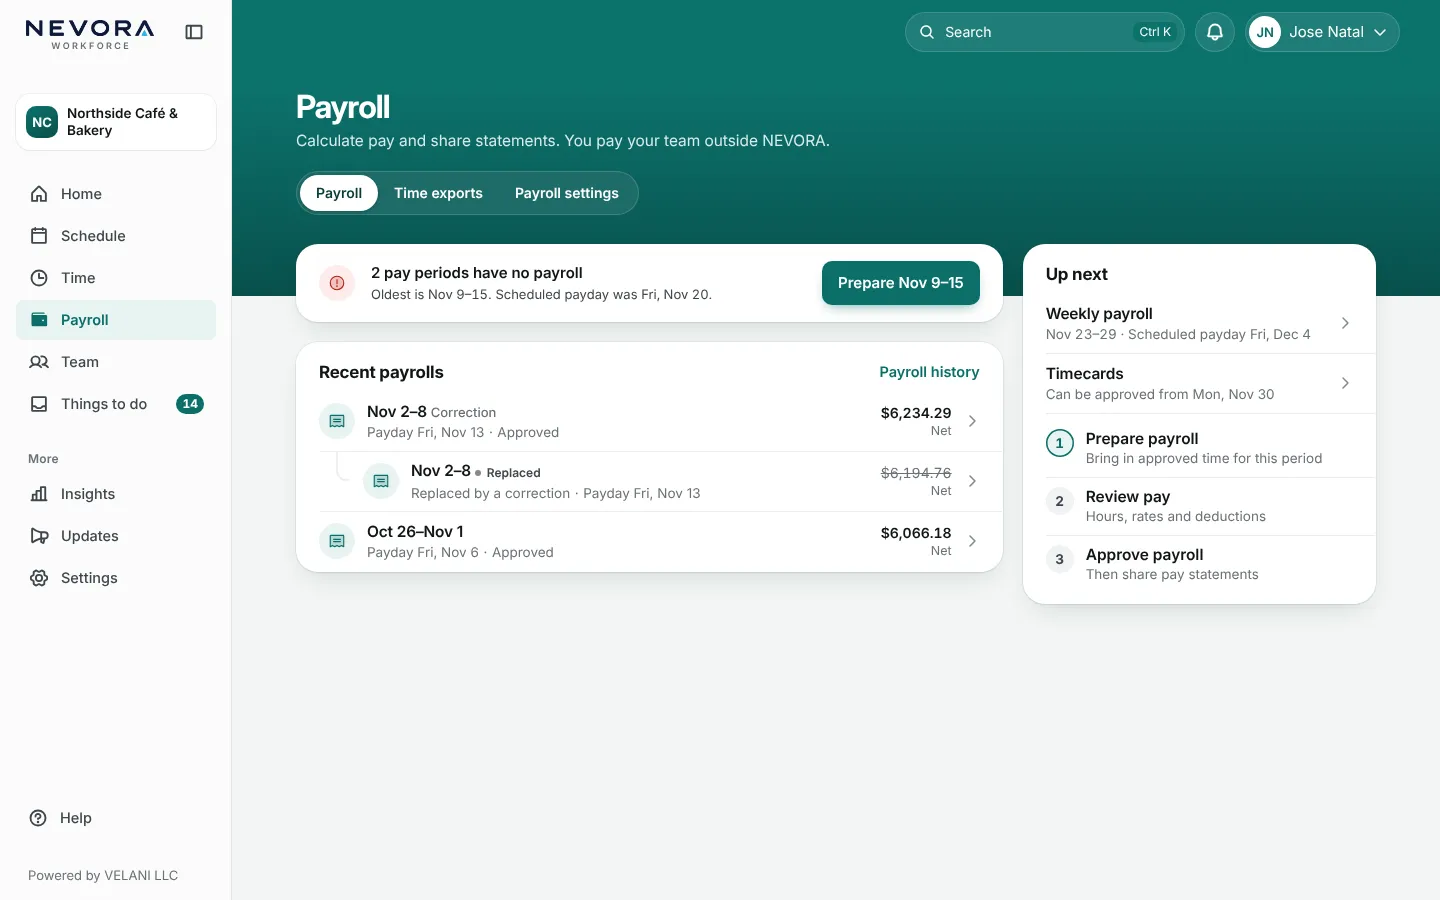 NEVORA
WORKFORCE
Search
Ctrl K
JN
Jose Natal
NC
Northside Café &
Bakery
Home
Schedule
Time
Payroll
Team
Things to do
14
More
Insights
Updates
Settings
Help
Powered by VELANI LLC
Payroll
Calculate pay and share statements. You pay your team outside NEVORA.
Payroll
Time exports
Payroll settings
2 pay periods have no payroll
Oldest is Nov 9–15. Scheduled payday was Fri, Nov 20.
Prepare Nov 9–15
Recent payrolls
Payroll history
Nov 2–8 Correction
Payday Fri, Nov 13 · Approved
$6,234.29
Net
Nov 2–8 • Replaced
Replaced by a correction · Payday Fri, Nov 13
$6,194.76
Net
Oct 26–Nov 1
Payday Fri, Nov 6 · Approved
$6,066.18
Net
Up next
Weekly payroll
Nov 23–29 · Scheduled payday Fri, Dec 4
Timecards
Can be approved from Mon, Nov 30
1
Prepare payroll
Bring in approved time for this period
2
Review pay
Hours, rates and deductions
3
Approve payroll
Then share pay statements